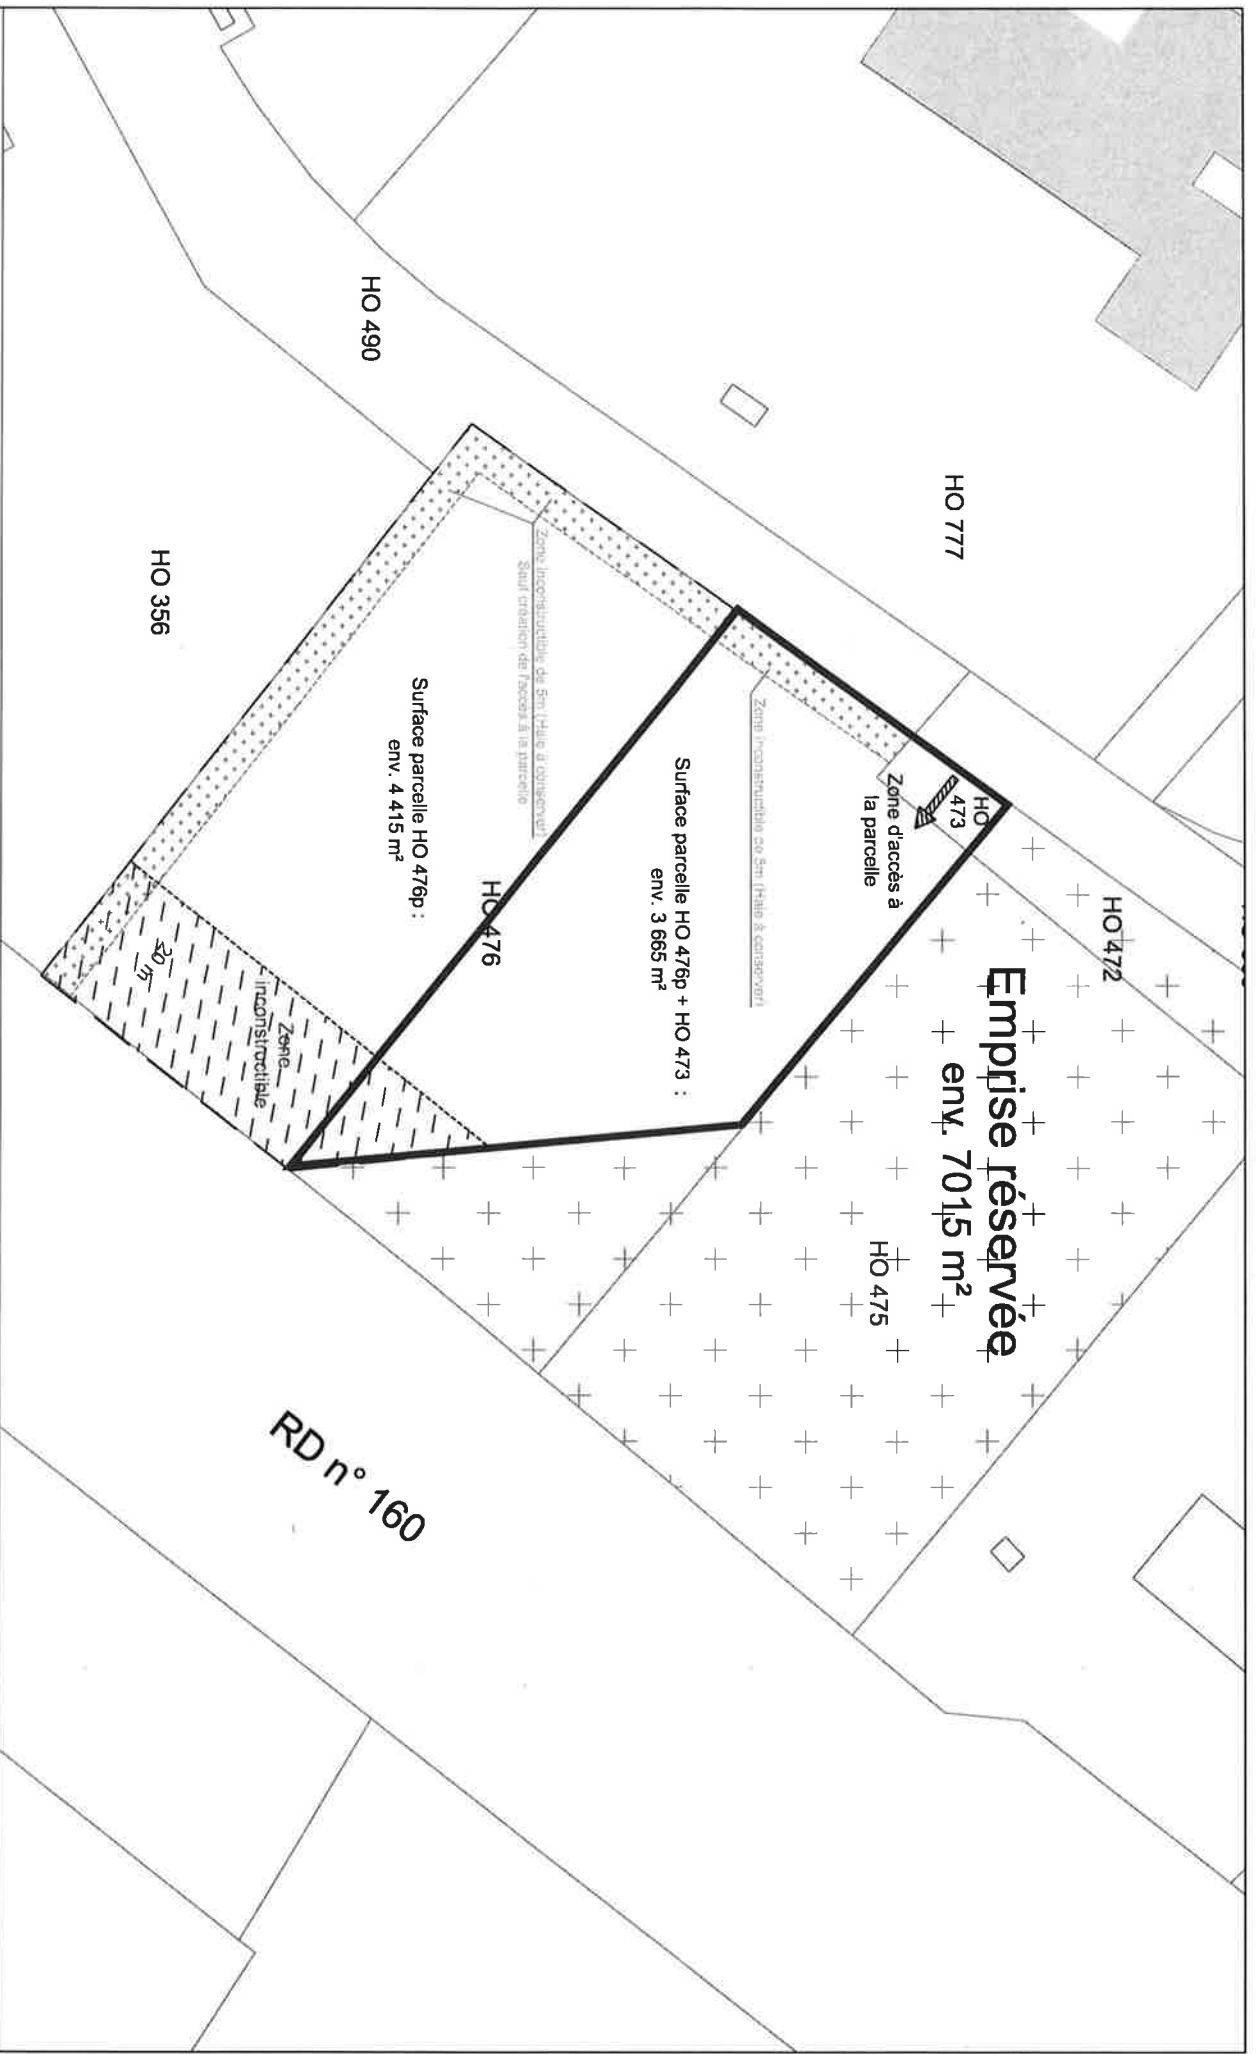 HO 777
HO 490
HO 356
HO 472
HO
473
Zone d'accès à
la parcelle
Emprise réservée
env. 7015 m²
HO 475
Zone inconstructible de 5m (Haie à conserver)
Surface parcelle HO 476p + HO 473 :
env. 3 665 m²
Zone inconstructible de 5m (Haie à conserver)
Sauf création de l'accès à la parcelle
HO 476
Surface parcelle HO 476p :
env. 4 415 m²
Zone
inconstructible
20 m
RD n° 160